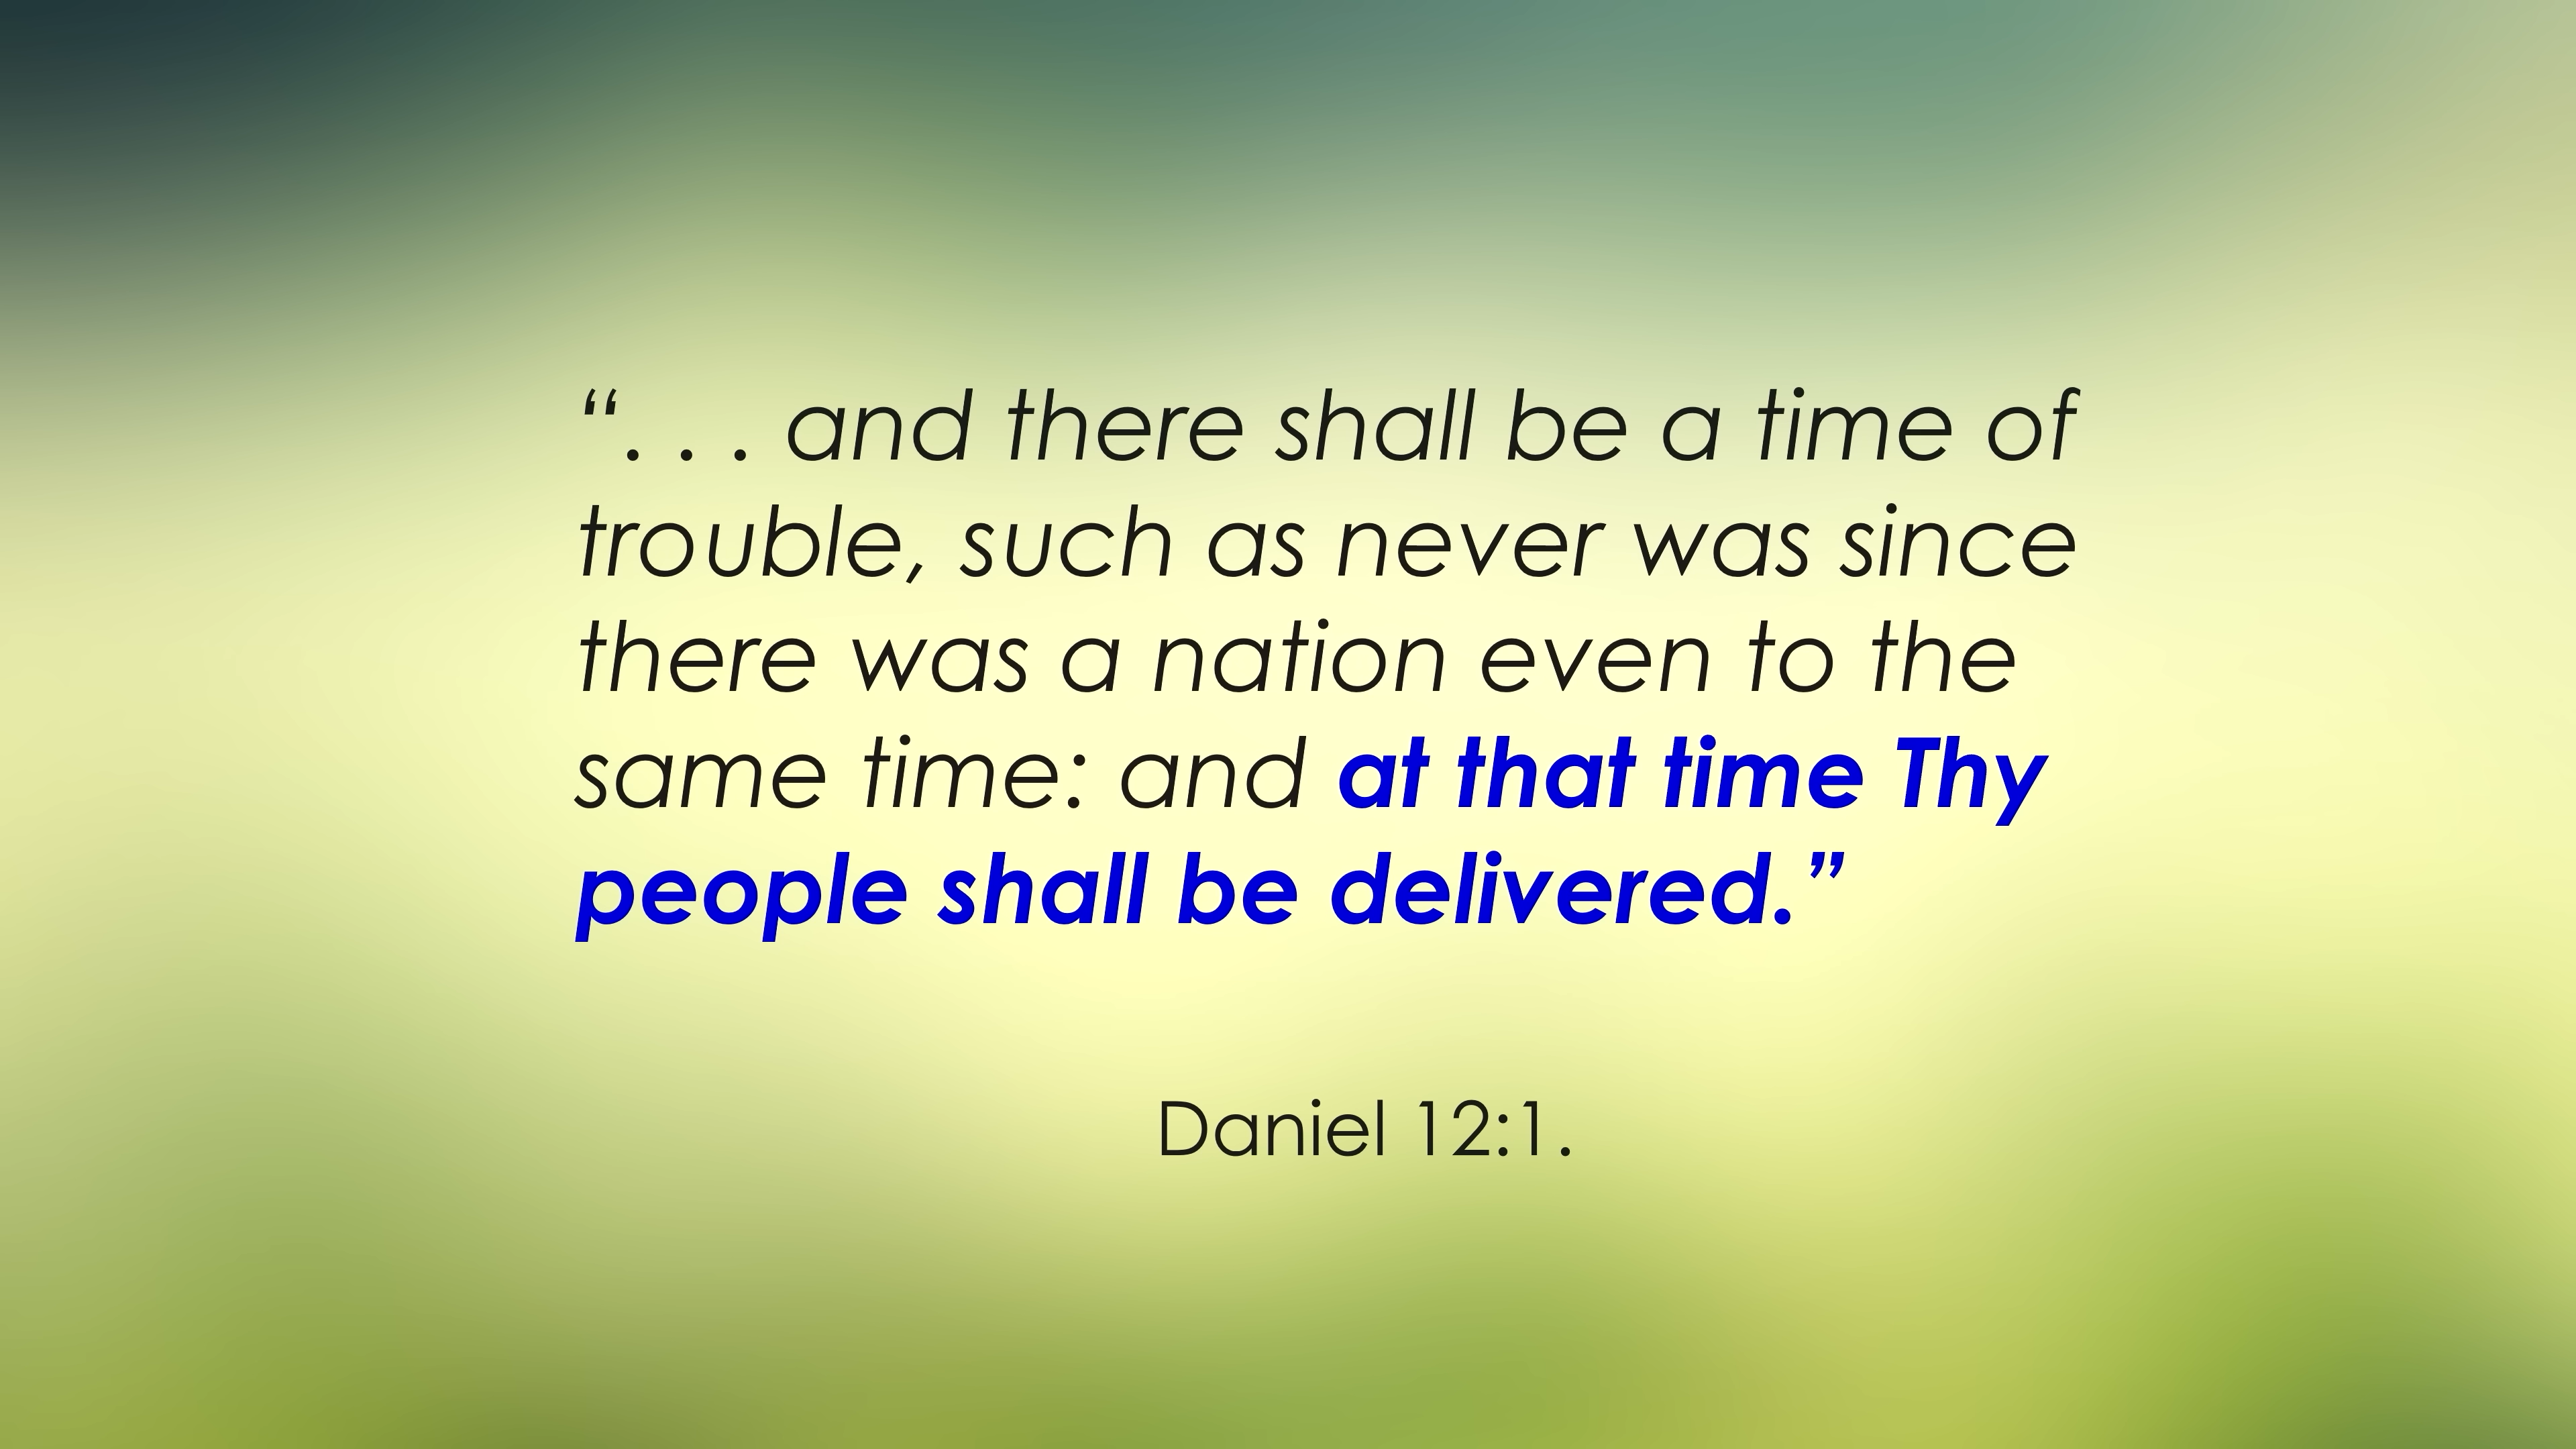 “. . . and there shall be a time of
trouble, such as never was since
there was a nation even to the
same time: and at that time Thy
people shall be delivered.”
Daniel 12:1.